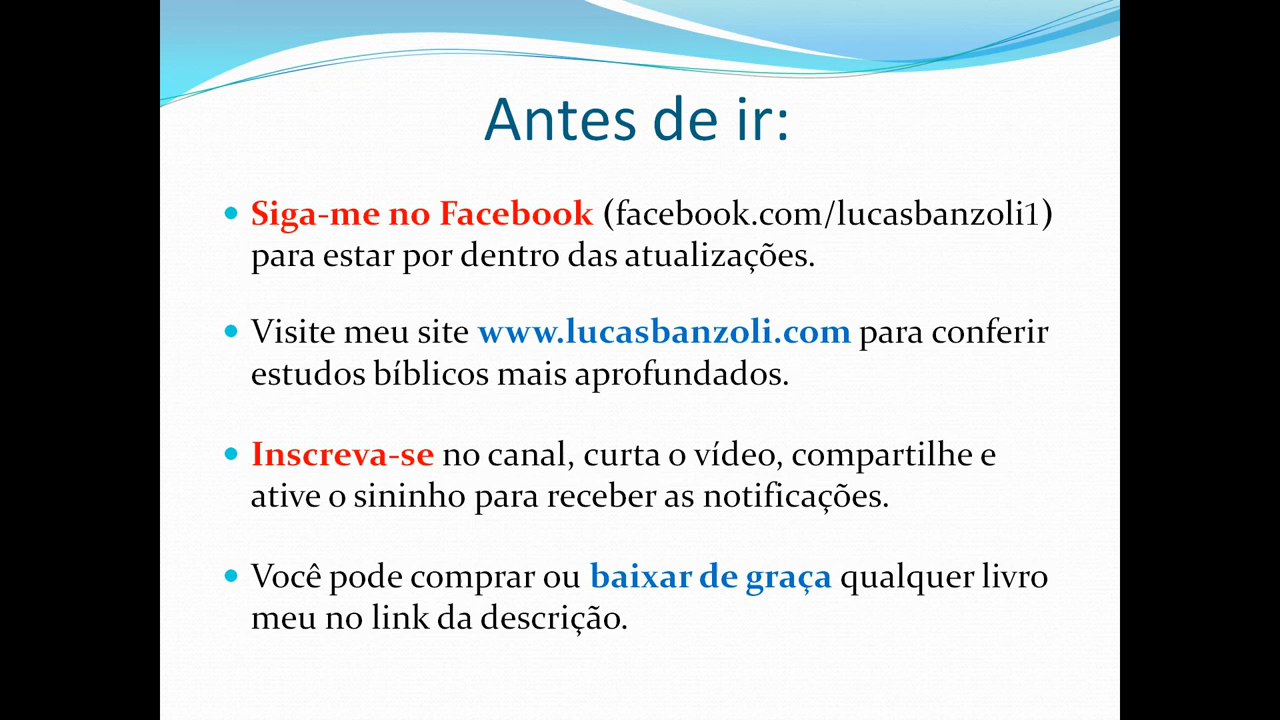 Antes de ir:
• Siga-me no Facebook (facebook.com/lucasbanzoli1)
para estar por dentro das atualizações.
• Visite meu site www.lucasbanzoli.com para conferir
estudos bíblicos mais aprofundados.
• Inscreva-se no canal, curta o vídeo, compartilhe e
ative o sininho para receber as notificações.
• Você pode comprar ou baixar de graça qualquer livro
meu no link da descrição.